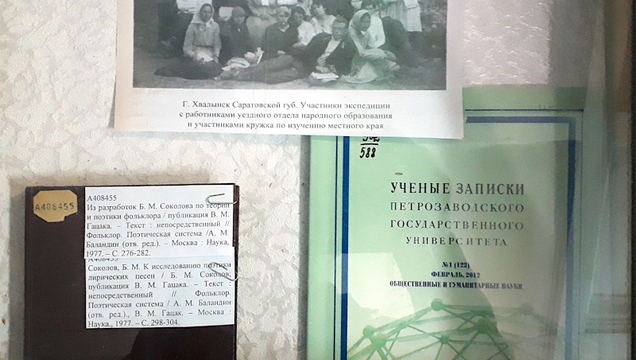 Г. Хвалынск Саратовской губ. Участники экспедиции
с работниками уездного отдела народного образования
и участниками кружка по изучению местного края
588
УЧЕНЫЕ ЗАПИСКИ
ПЕТРОЗАВОДСКОГО
ГОСУДАРСТВЕННОГО
УНИВЕРСИТЕТА
№1 (122)
ФЕВРАЛЬ, 2012
ОБЩЕСТВЕННЫЕ И ГУМАНИТАРНЫЕ НАУКИ
А408455
А408455
Из разработок Б. М. Соколова по теории
и поэтики фольклора / публикация В. М.
Гацака. – Текст : непосредственный //
Фольклор. Поэтическая система /А. М.
Баландин (отв. ред.). – Москва : Наука,
1977. – С. 276-282.
А408455
Соколов, Б. М. К исследованию поэтики
лирических песен / Б. М. Соколов,
публикация В. М. Гацака. – Текст :
непосредственный // Фольклор.
Поэтическая система / А. М. Баландин
(отв. ред.)., В. М. Гацак. – Москва :
Наука., 1977. – С. 298-304.